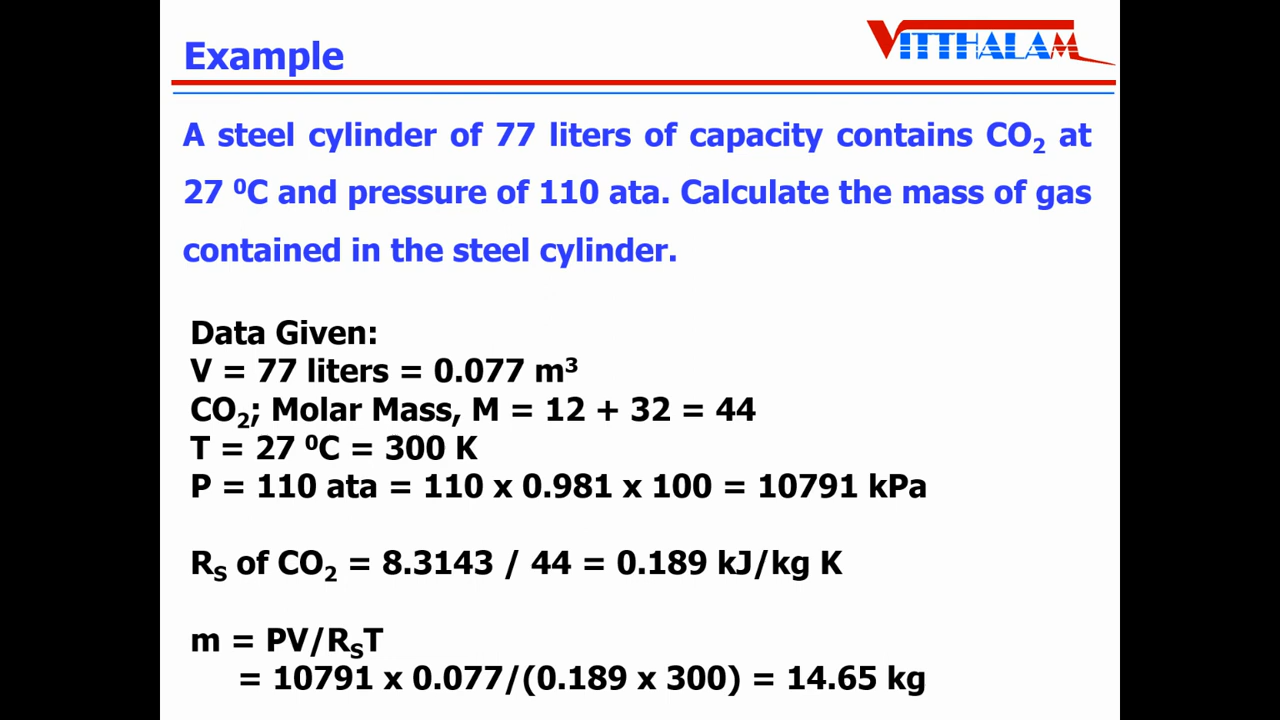 Example
VITTHALAM
A steel cylinder of 77 liters of capacity contains CO₂ at
27 ⁰C and pressure of 110 ata. Calculate the mass of gas
contained in the steel cylinder.
Data Given:
V = 77 liters = 0.077 m³
CO₂; Molar Mass, M = 12 + 32 = 44
T = 27 ⁰C = 300 K
P = 110 ata = 110 x 0.981 x 100 = 10791 kPa
Rₛ of CO₂ = 8.3143 / 44 = 0.189 kJ/kg K
m = PV/RₛT
= 10791 x 0.077/(0.189 x 300) = 14.65 kg